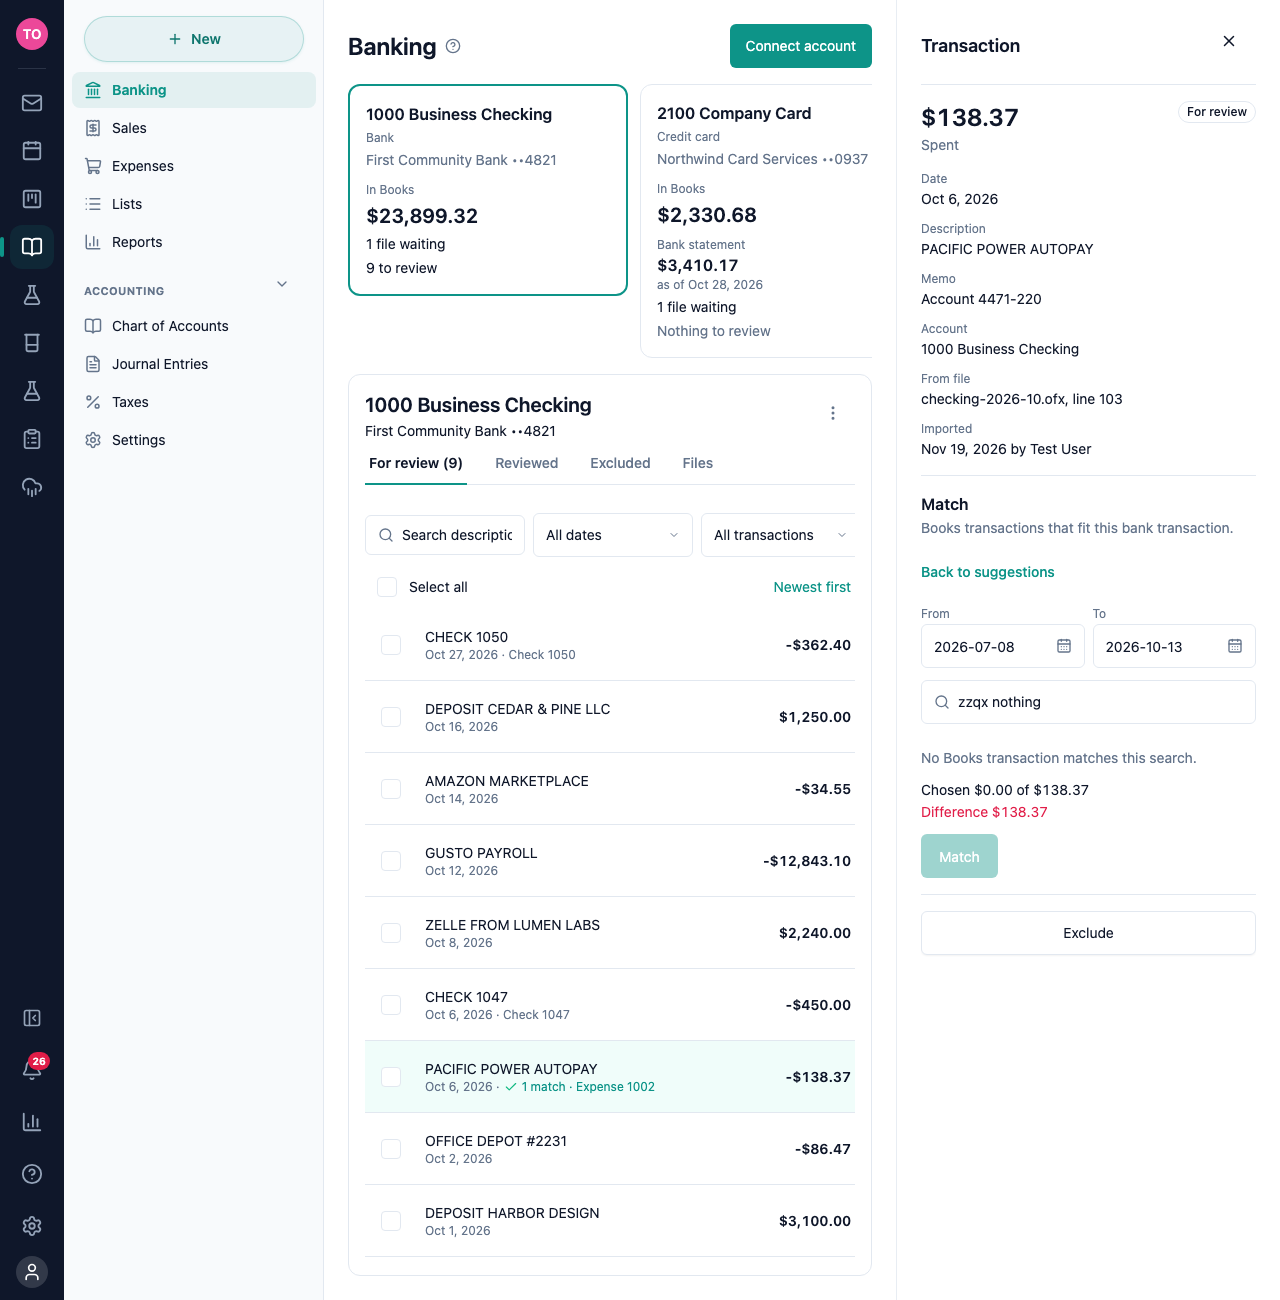 TO
New
Banking
Sales
Expenses
Lists
Reports
ACCOUNTING
Chart of Accounts
Journal Entries
Taxes
Settings
26
Banking
Connect account
1000 Business Checking
Bank
First Community Bank ••4821
In Books
$23,899.32
1 file waiting
9 to review
2100 Company Card
Credit card
Northwind Card Services ••0937
In Books
$2,330.68
Bank statement
$3,410.17
as of Oct 28, 2026
1 file waiting
Nothing to review
1000 Business Checking
First Community Bank ••4821
For review (9)
Reviewed
Excluded
Files
Search descriptic
All dates
All transactions
Select all
Newest first
CHECK 1050
Oct 27, 2026 · Check 1050
-$362.40
DEPOSIT CEDAR & PINE LLC
Oct 16, 2026
$1,250.00
AMAZON MARKETPLACE
Oct 14, 2026
-$34.55
GUSTO PAYROLL
Oct 12, 2026
-$12,843.10
ZELLE FROM LUMEN LABS
Oct 8, 2026
$2,240.00
CHECK 1047
Oct 6, 2026 · Check 1047
-$450.00
PACIFIC POWER AUTOPAY
Oct 6, 2026 · 1 match · Expense 1002
-$138.37
OFFICE DEPOT #2231
Oct 2, 2026
-$86.47
DEPOSIT HARBOR DESIGN
Oct 1, 2026
$3,100.00
Transaction
$138.37
For review
Spent
Date
Oct 6, 2026
Description
PACIFIC POWER AUTOPAY
Memo
Account 4471-220
Account
1000 Business Checking
From file
checking-2026-10.ofx, line 103
Imported
Nov 19, 2026 by Test User
Match
Books transactions that fit this bank transaction.
Back to suggestions
From
To
2026-07-08
2026-10-13
zzqx nothing
No Books transaction matches this search.
Chosen $0.00 of $138.37
Difference $138.37
Match
Exclude